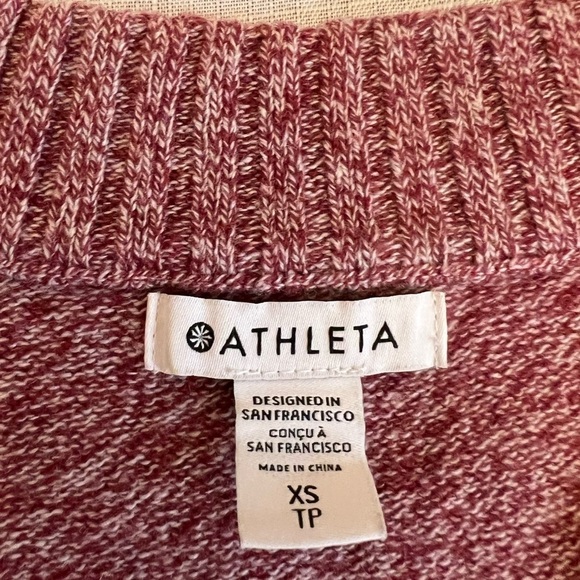 ATHLETA
DESIGNED IN
SAN FRANCISCO
CONÇU À
SAN FRANCISCO
MADE IN CHINA
XS
TP